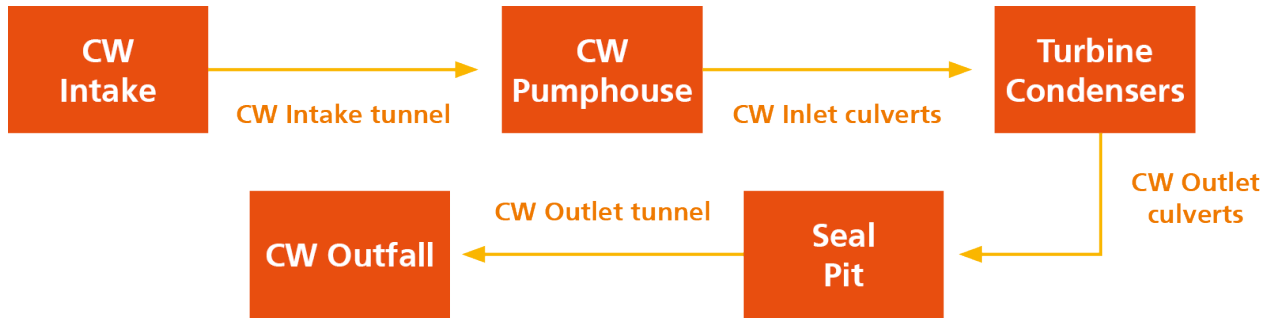 CW
Intake
CW Intake tunnel
CW
Pumphouse
CW Inlet culverts
Turbine
Condensers
CW Outlet
culverts
Seal
Pit
CW Outlet tunnel
CW Outfall